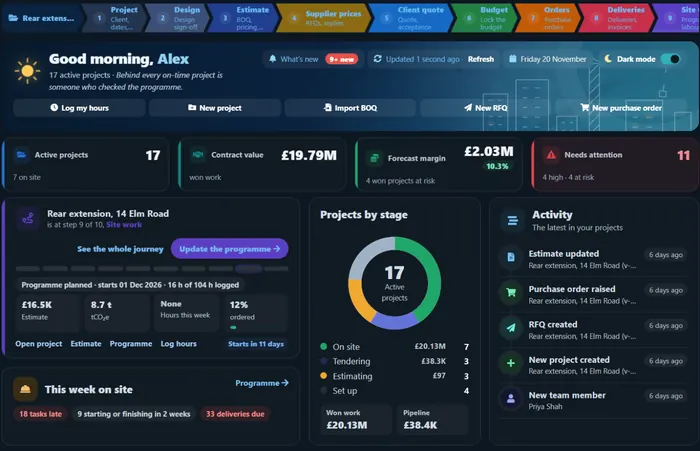 Rear exten...
1 Project
Client, dates,...
2 Design
Design sign-off
3 Estimate
BOQ, pricing,...
4 Supplier prices
RFQs, replies
5 Client quote
Quote, acceptance
6 Budget
Lock the budget
7 Orders
Purchase orders
8 Deliveries
Deliveries, invoices
9 Site
Good morning, Alex
17 active projects · Behind every on-time project is
someone who checked the programme.
What's new 9+ new
Updated 1 second ago · Refresh
Friday 20 November
Dark mode
Log my hours
New project
Import BOQ
New RFQ
New purchase order
Active projects 17
7 on site
Contract value £19.79M
won work
Forecast margin £2.03M
10.3%
4 won projects at risk
Needs attention 11
4 high · 4 at risk
Rear extension, 14 Elm Road
is at step 9 of 10, Site work
See the whole journey
Update the programme
Programme planned · starts 01 Dec 2026 · 16 h of 104 h logged
£16.5K
Estimate
8.7 t
tCO₂e
None
Hours this week
12%
ordered
Open project
Estimate
Programme
Log hours
Starts in 11 days
This week on site
Programme
18 tasks late
9 starting or finishing in 2 weeks
33 deliveries due
Projects by stage
17
Active
projects
On site £20.13M 7
Tendering £38.3K 3
Estimating £97 3
Set up 4
Won work
£20.13M
Pipeline
£38.4K
Activity
The latest in your projects
Estimate updated 6 days ago
Rear extension, 14 Elm Road (v-...
Purchase order raised 6 days ago
Rear extension, 14 Elm Road (v-...
RFQ created 6 days ago
Rear extension, 14 Elm Road (v-...
New project created 6 days ago
Rear extension, 14 Elm Road (v-...
New team member 6 days ago
Priya Shah